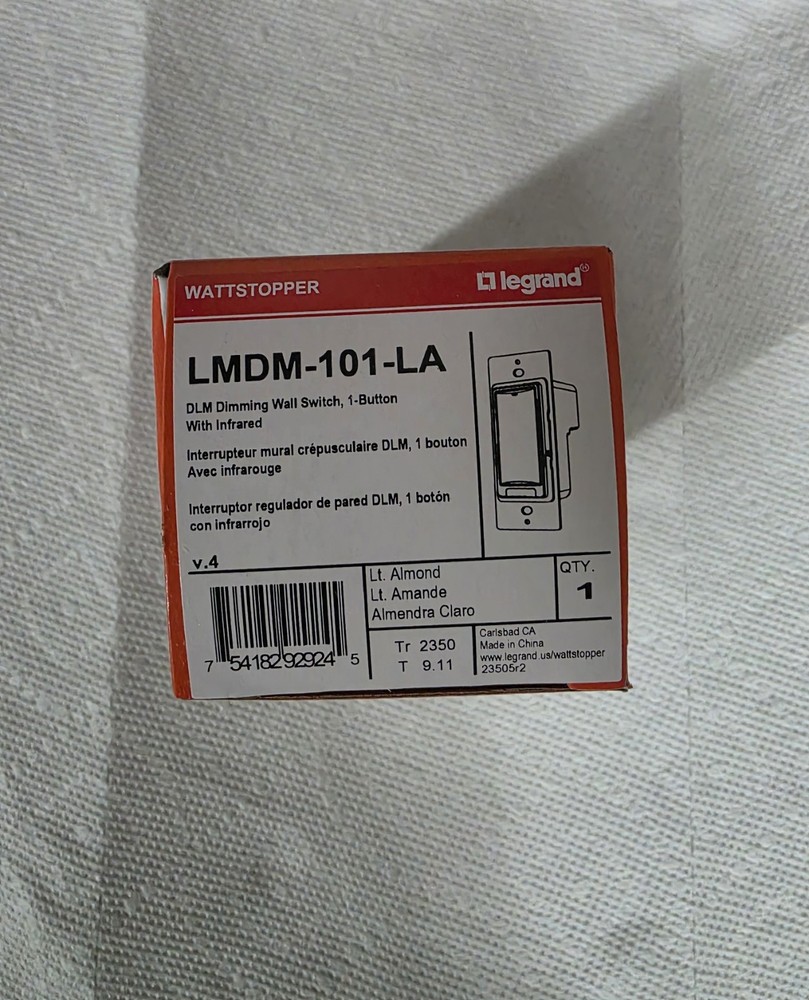 WATTSTOPPER
legrand®
LMDM-101-LA
DLM Dimming Wall Switch, 1-Button
With Infrared
Interrupteur mural crépusculaire DLM, 1 bouton
Avec infrarouge
Interruptor regulador de pared DLM, 1 botón
con infrarrojo
v.4
7 54182 92924 5
Lt. Almond
Lt. Amande
Almendra Claro
QTY.
1
Tr 2350
T 9.11
Carlsbad CA
Made in China
www.legrand.us/wattstopper
23505r2